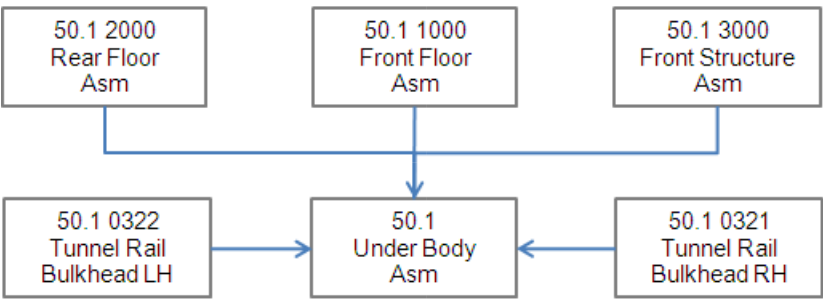 50.1 2000
Rear Floor
Asm
50.1 1000
Front Floor
Asm
50.1 3000
Front Structure
Asm
50.1 0322
Tunnel Rail
Bulkhead LH
50.1
Under Body
Asm
50.1 0321
Tunnel Rail
Bulkhead RH